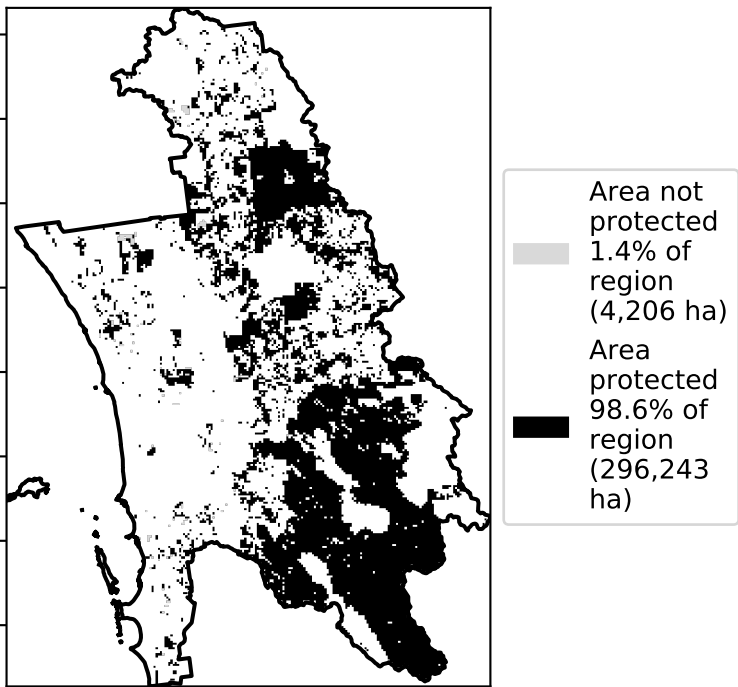 Area not
protected
1.4% of
region
(4,206 ha)
Area
protected
98.6% of
region
(296,243
ha)